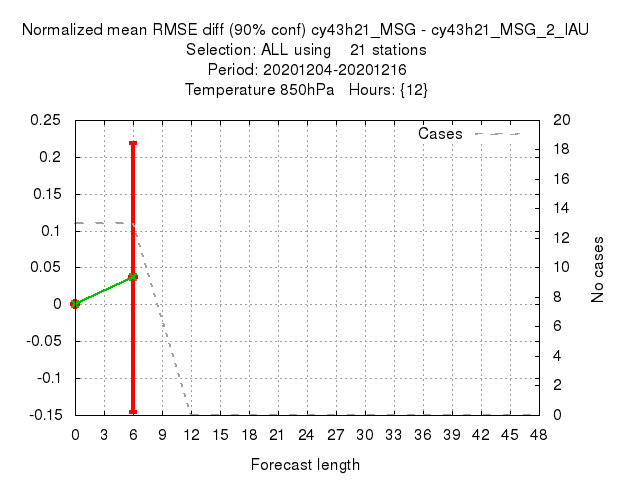 Normalized mean RMSE diff (90% conf) cy43h21_MSG - cy43h21_MSG_2_IAU
Selection: ALL using 21 stations
Period: 20201204-20201216
Temperature 850hPa Hours: {12}
Cases
0.25
0.2
0.15
0.1
0.05
0
-0.05
-0.1
-0.15
20
18
16
14
12
10
8
6
4
2
0
No cases
0 3 6 9 12 15 18 21 24 27 30 33 36 39 42 45 48
Forecast length